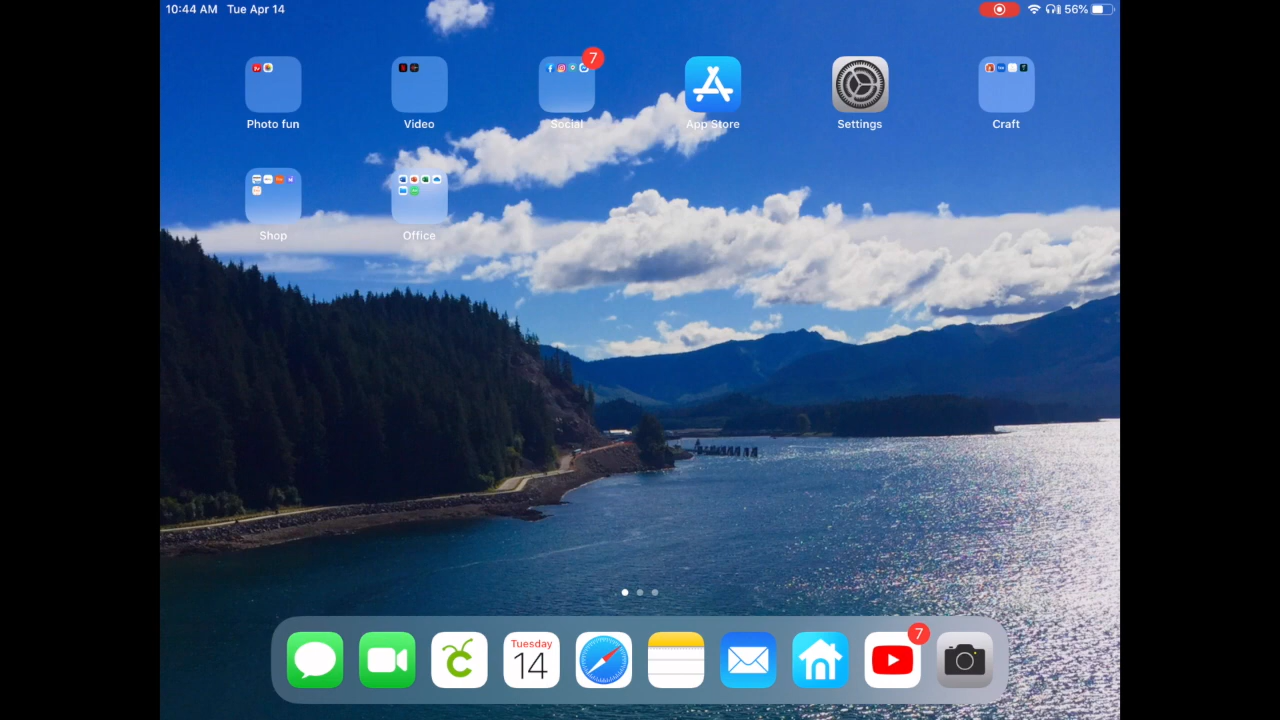 10:44 AM Tue Apr 14
56%
7
Photo fun
Video
Social
App Store
Settings
Craft
Shop
Office
Tuesday
14
7